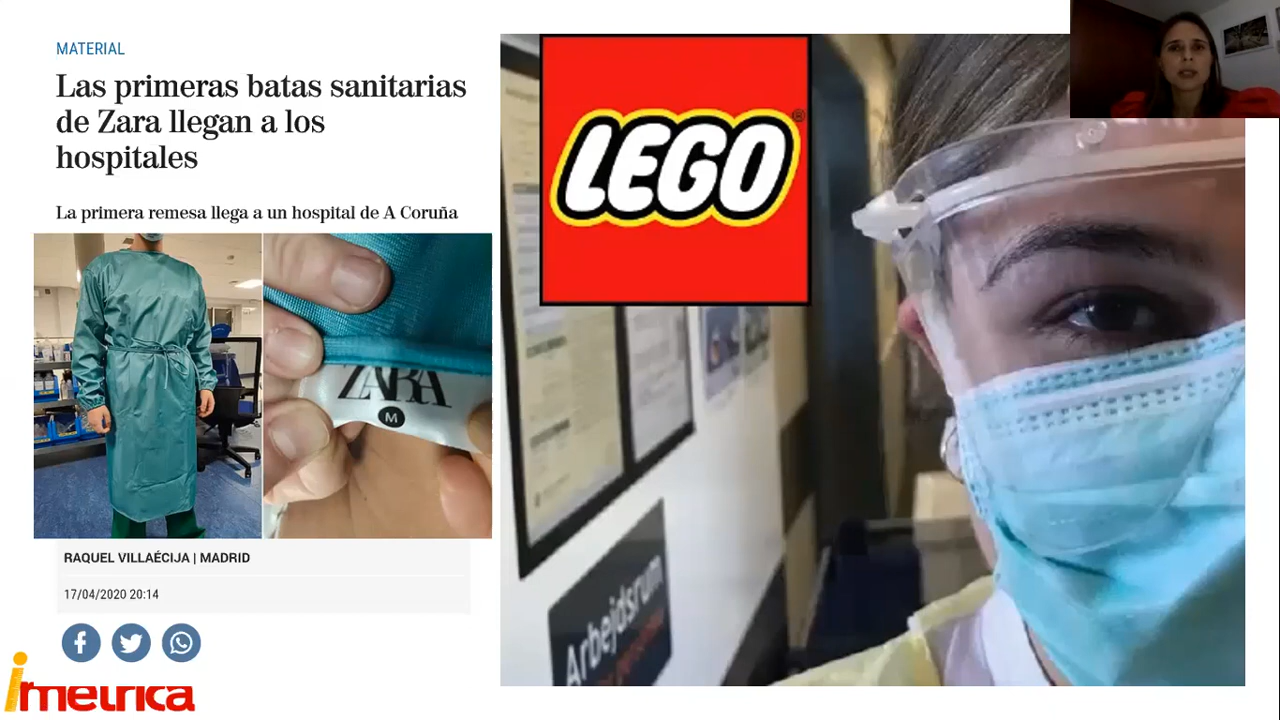 MATERIAL
Las primeras batas sanitarias
de Zara llegan a los
hospitales
La primera remesa llega a un hospital de A Coruña
ZARA
M
RAQUEL VILLAÉCIJA | MADRID
17/04/2020 20:14
imetrica
LEGO
®
Arbejdsrum